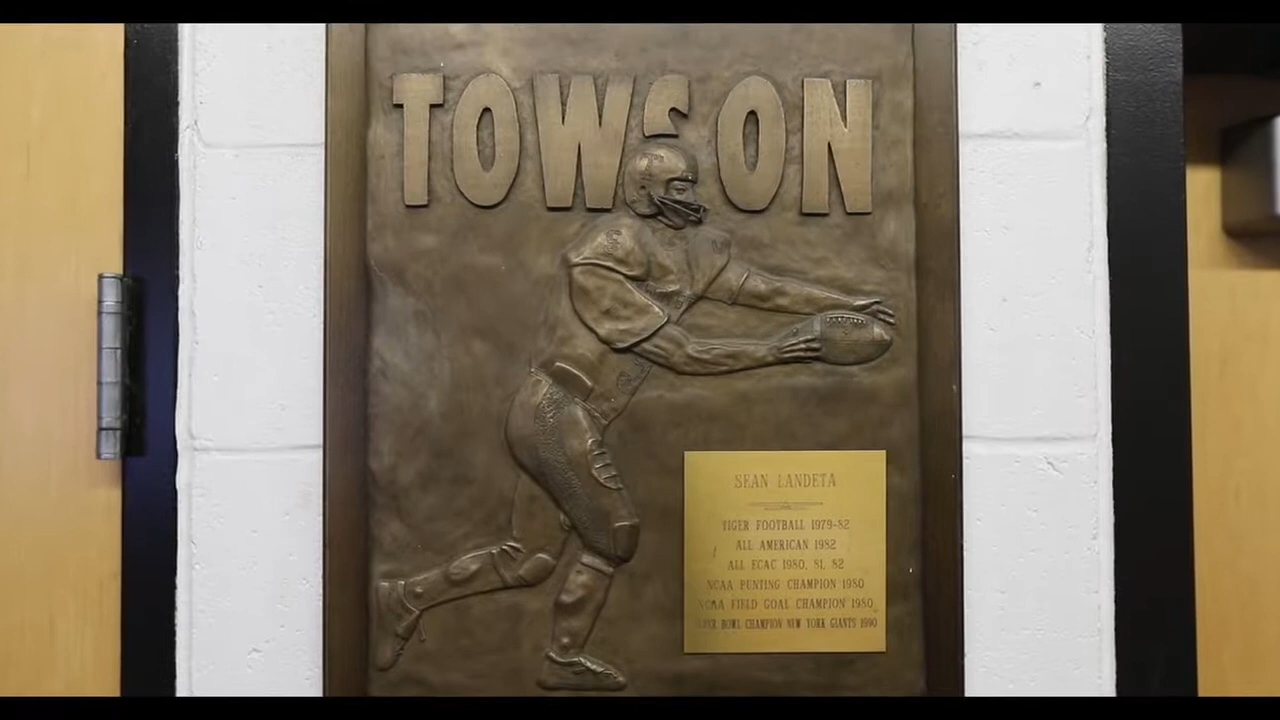 TOWSON
SEAN LANDETA
TIGER FOOTBALL 1979-82
ALL AMERICAN 1982
ALL ECAC 1980, 81, 82
NCAA PUNTING CHAMPION 1980
NCAA FIELD GOAL CHAMPION 1980
SUPER BOWL CHAMPION NEW YORK GIANTS 1990